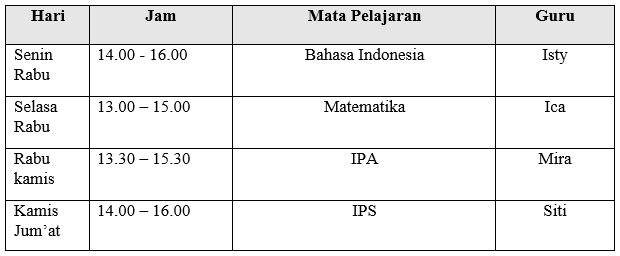 Hari Jam Mata Pelajaran Guru
Senin 14.00 - 16.00 Bahasa Indonesia Isty
Rabu
Selasa 13.00 – 15.00 Matematika Ica
Rabu
Rabu 13.30 – 15.30 IPA Mira
kamis
Kamis 14.00 – 16.00 IPS Siti
Jum’at